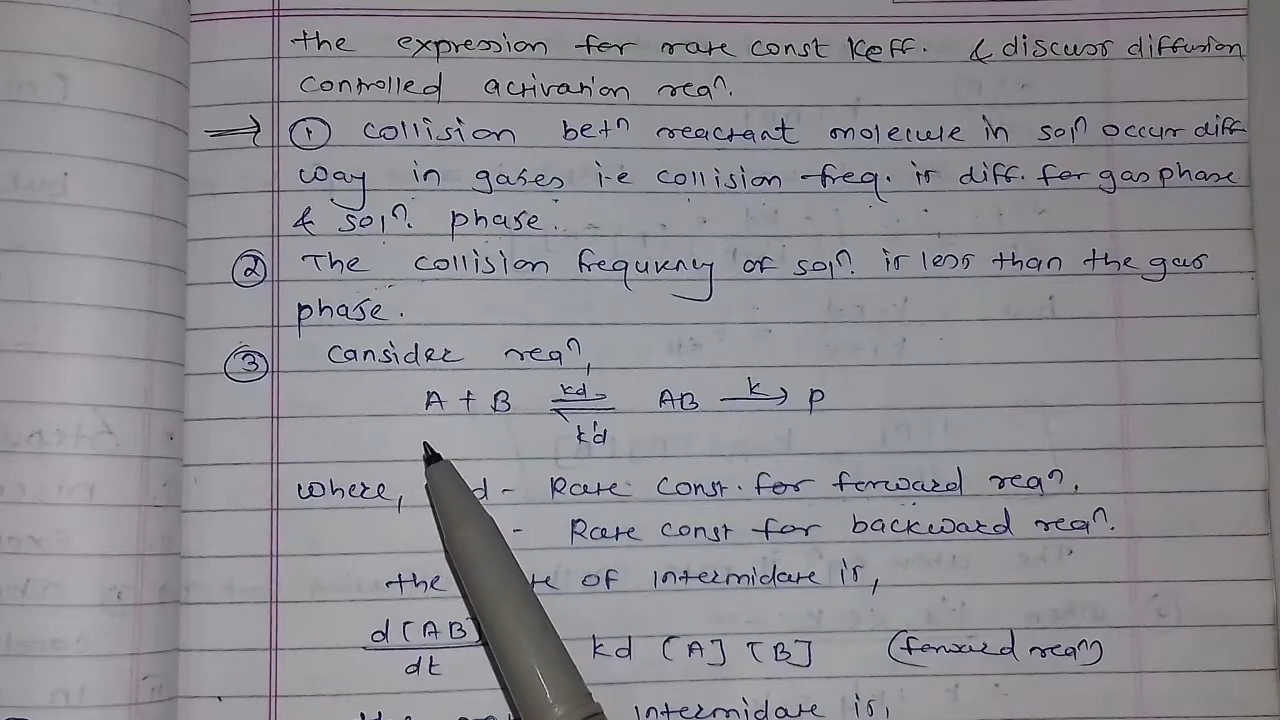 the expression for rate const Keff. & discuss diffusion
controlled activation reaⁿ.
⇒ ① collision betⁿ reactant molecule in solⁿ occur diff
way in gases i-e collision freq. is diff. for gas phase
& solⁿ. phase.
② The collision frequency of solⁿ. is less than the gas
phase.
③ Cansider reaⁿ,
A + B ⇌ AB → P
kd k
k'd
where, d - Rate const. for forward reaⁿ.
- Rate const for backward reaⁿ.
the of intermidate is,
d[AB]
dt
kd [A] [B] (forward reaⁿ)
intermidate is,